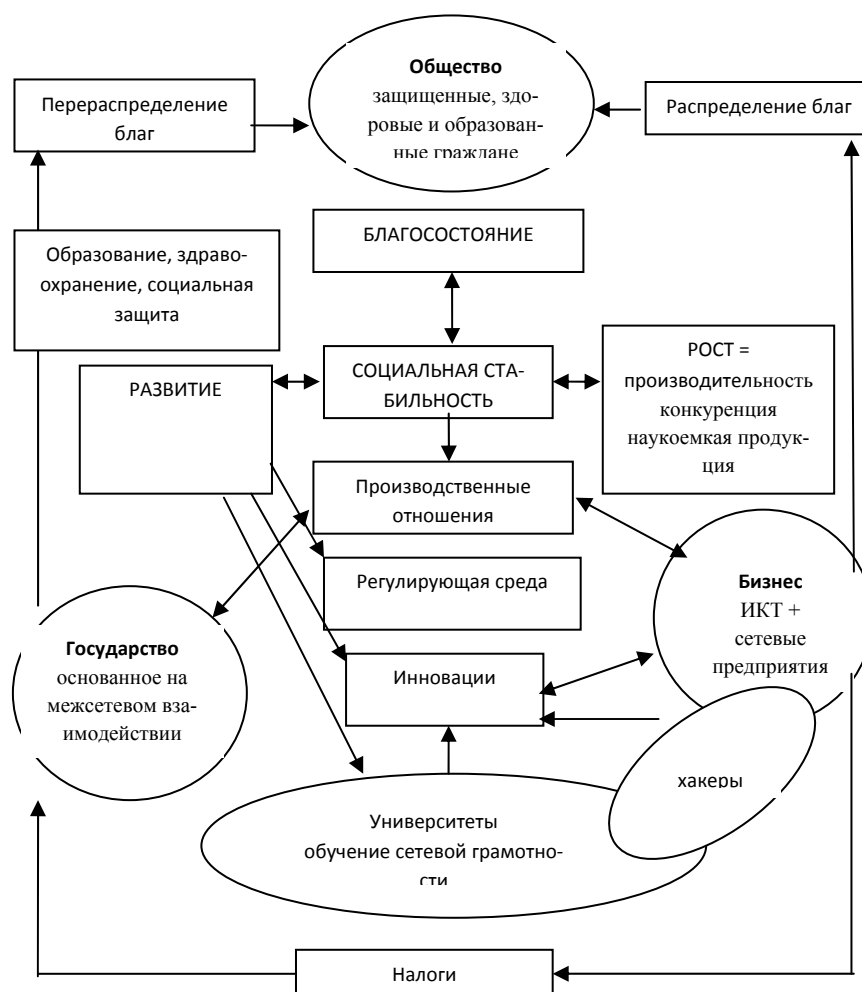 Общество
защищенные, здо-
ровые и образован-
ные граждане
Перераспределение
благ
Распределение благ
БЛАГОСОСТОЯНИЕ
Образование, здраво-
охранение, социальная
защита
РАЗВИТИЕ
СОЦИАЛЬНАЯ СТА-
БИЛЬНОСТЬ
РОСТ =
производительность
конкуренция
наукоемкая продук-
ция
Производственные
отношения
Регулирующая среда
Бизнес
ИКТ +
сетевые
предприятия
Государство
основанное на
межсетевом вза-
имодействии
Инновации
хакеры
Университеты
обучение сетевой грамотно-
сти
Налоги